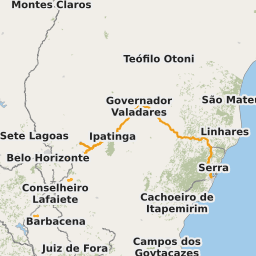 Montes Claros
Teófilo Otoni
Governador
Valadares
São Mateu
Linhares
Sete Lagoas
Ipatinga
Belo Horizonte
Serra
Conselheiro
Lafaiete
Cachoeiro de
Itapemirim
Barbacena
Juiz de Fora
Campos dos
Goytacazes